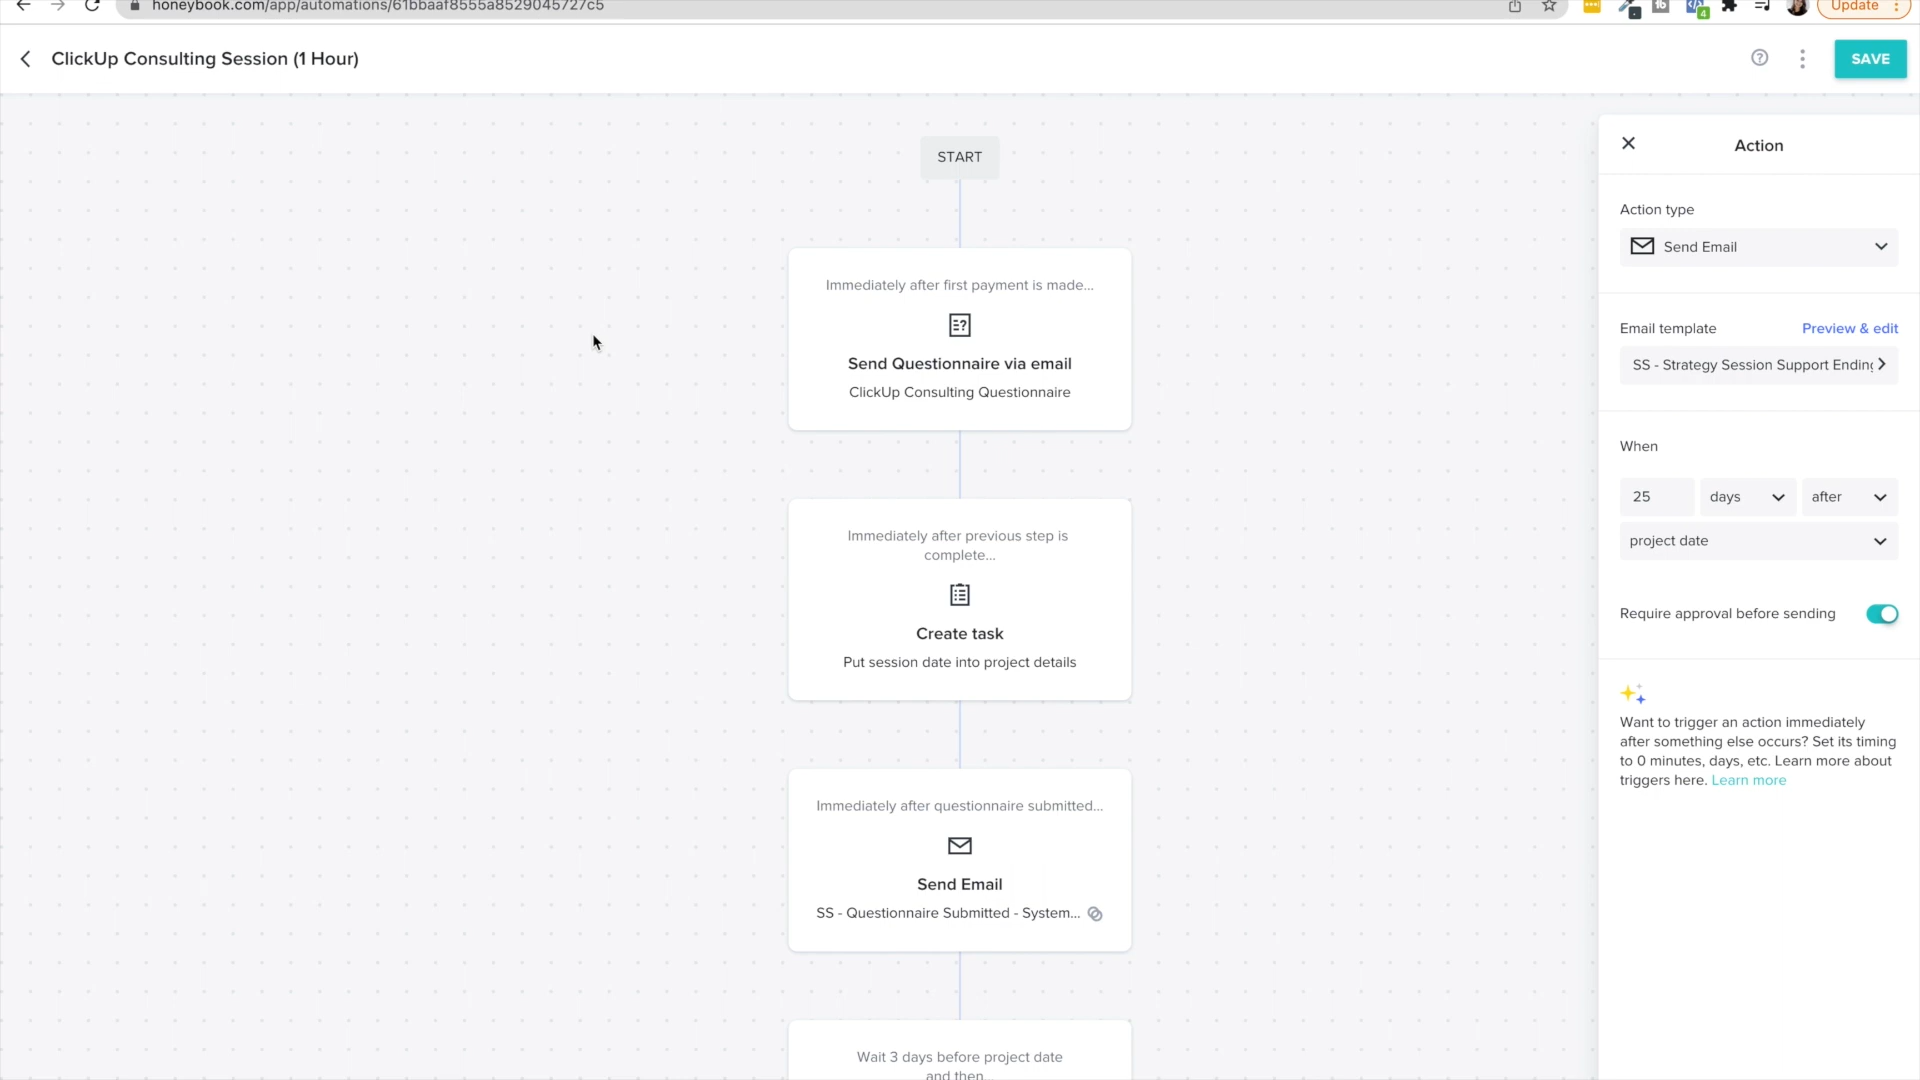 honeybook.com/app/automations/61bbaaf8555a8529045727c5
Update
ClickUp Consulting Session (1 Hour)
SAVE
START
Immediately after first payment is made...
Send Questionnaire via email
ClickUp Consulting Questionnaire
Immediately after previous step is
complete...
Create task
Put session date into project details
Immediately after questionnaire submitted...
Send Email
SS - Questionnaire Submitted - System...
Wait 3 days before project date
and then...
Action
Action type
Send Email
Email template
Preview & edit
SS - Strategy Session Support Ending
When
25
days
after
project date
Require approval before sending
Want to trigger an action immediately
after something else occurs? Set its timing
to 0 minutes, days, etc. Learn more about
triggers here. Learn more